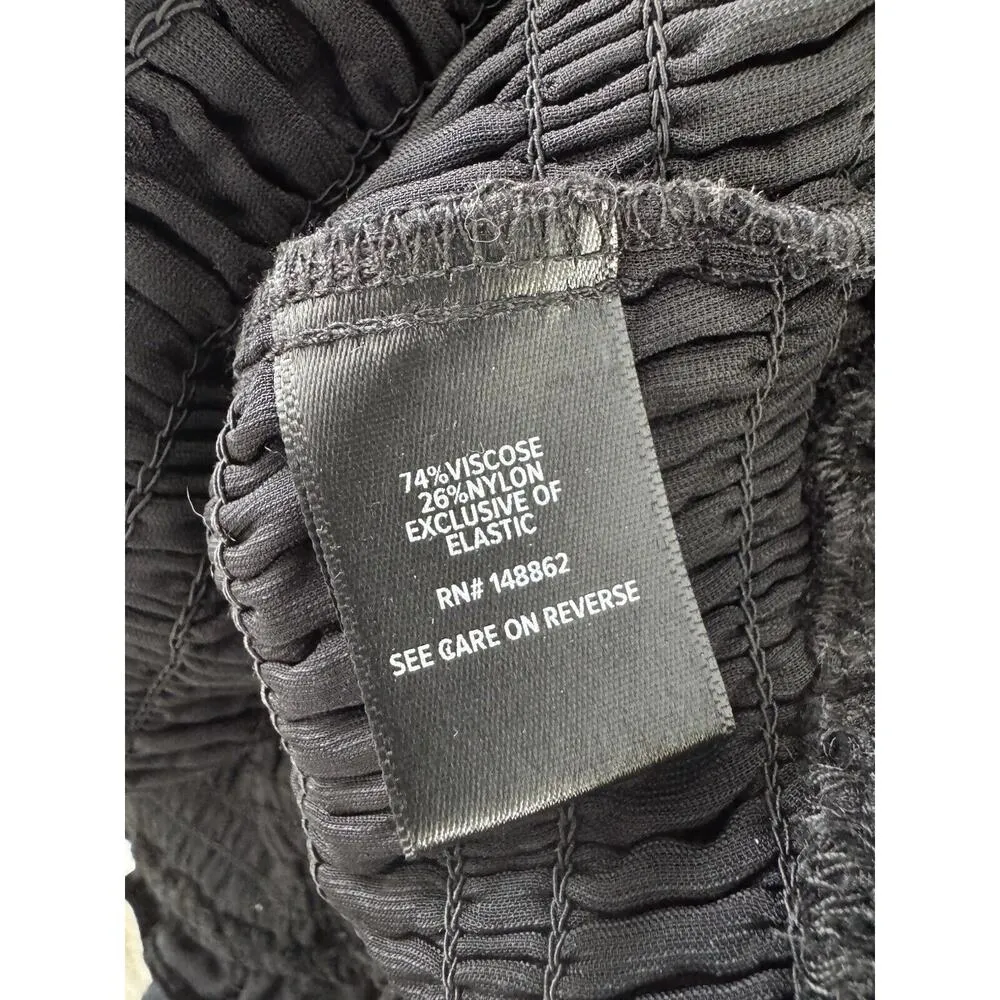 74%VISCOSE
26%NYLON
EXCLUSIVE OF
ELASTIC
RN# 148862
SEE CARE ON REVERSE